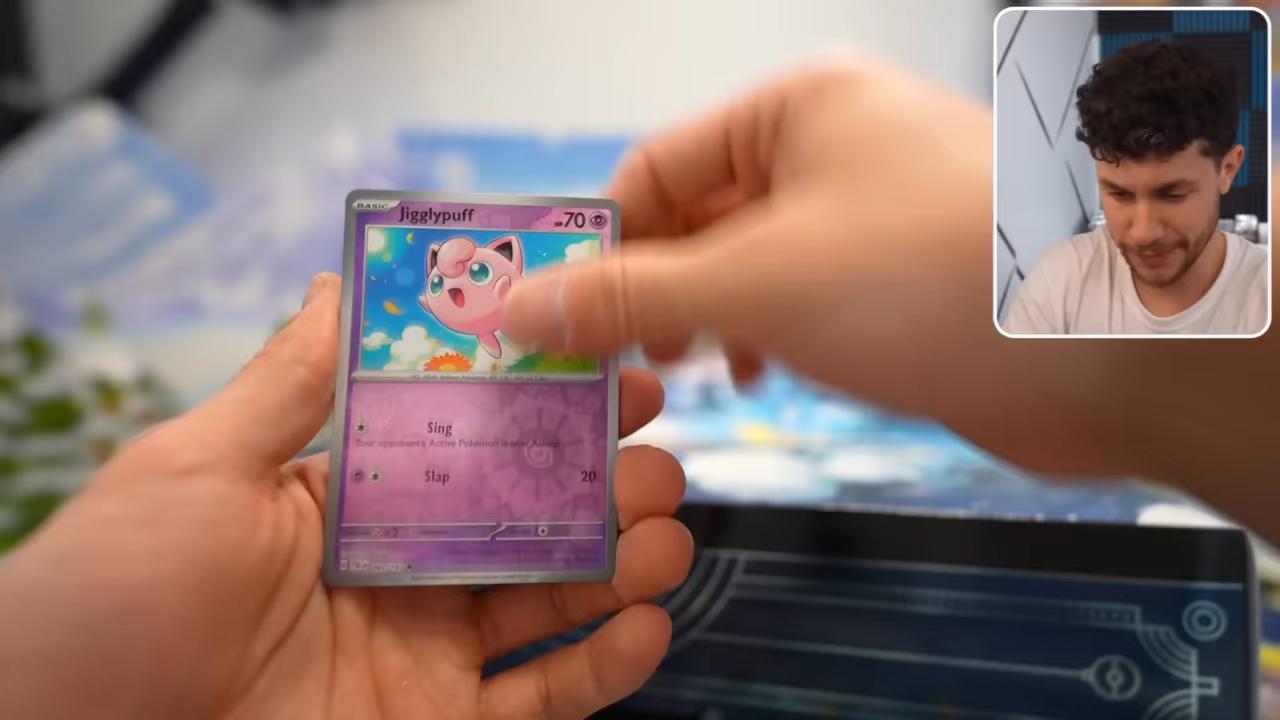 BASIC
Jigglypuff
HP70
Sing
Your opponent's Active Pokémon is now Asleep.
Slap
20